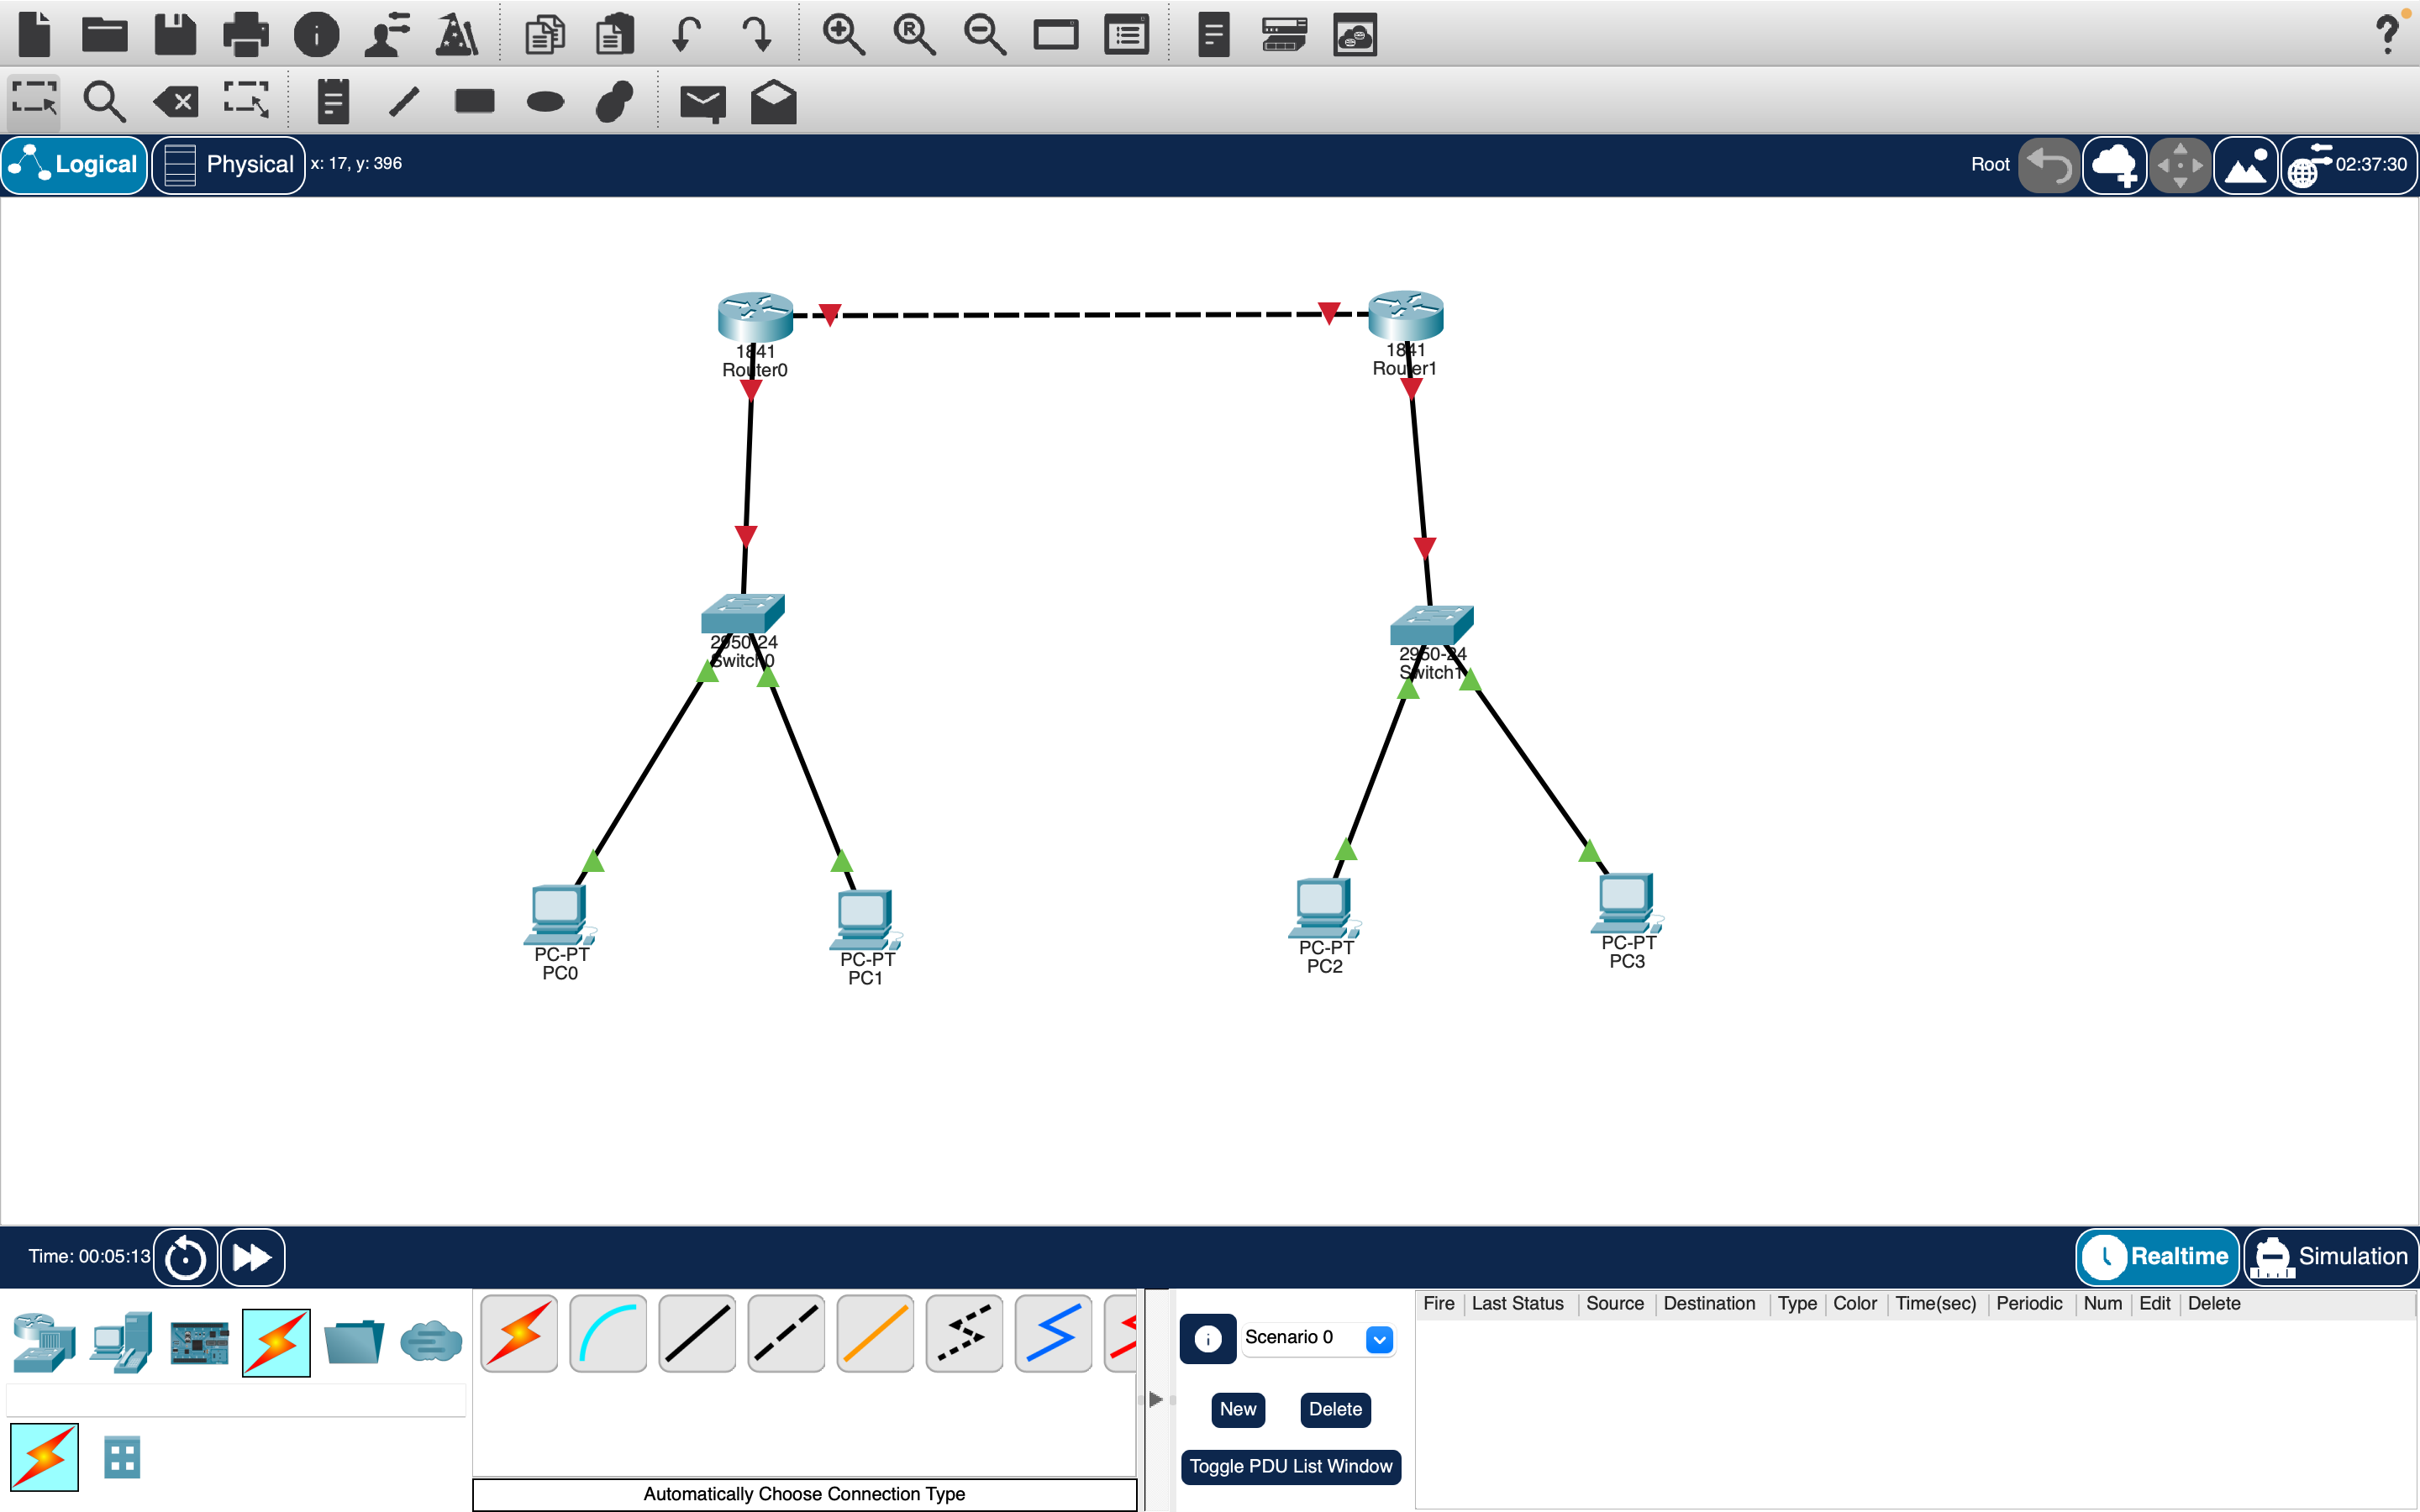 Logical
Physical
x: 17, y: 396
Root
02:37:30
1841
Router0
1841
Router1
2950-24
Switch0
2950-24
Switch1
PC-PT
PC0
PC-PT
PC1
PC-PT
PC2
PC-PT
PC3
Time: 00:05:13
Realtime
Simulation
Scenario 0
New
Delete
Toggle PDU List Window
Fire Last Status Source Destination Type Color Time(sec) Periodic Num Edit Delete
Automatically Choose Connection Type